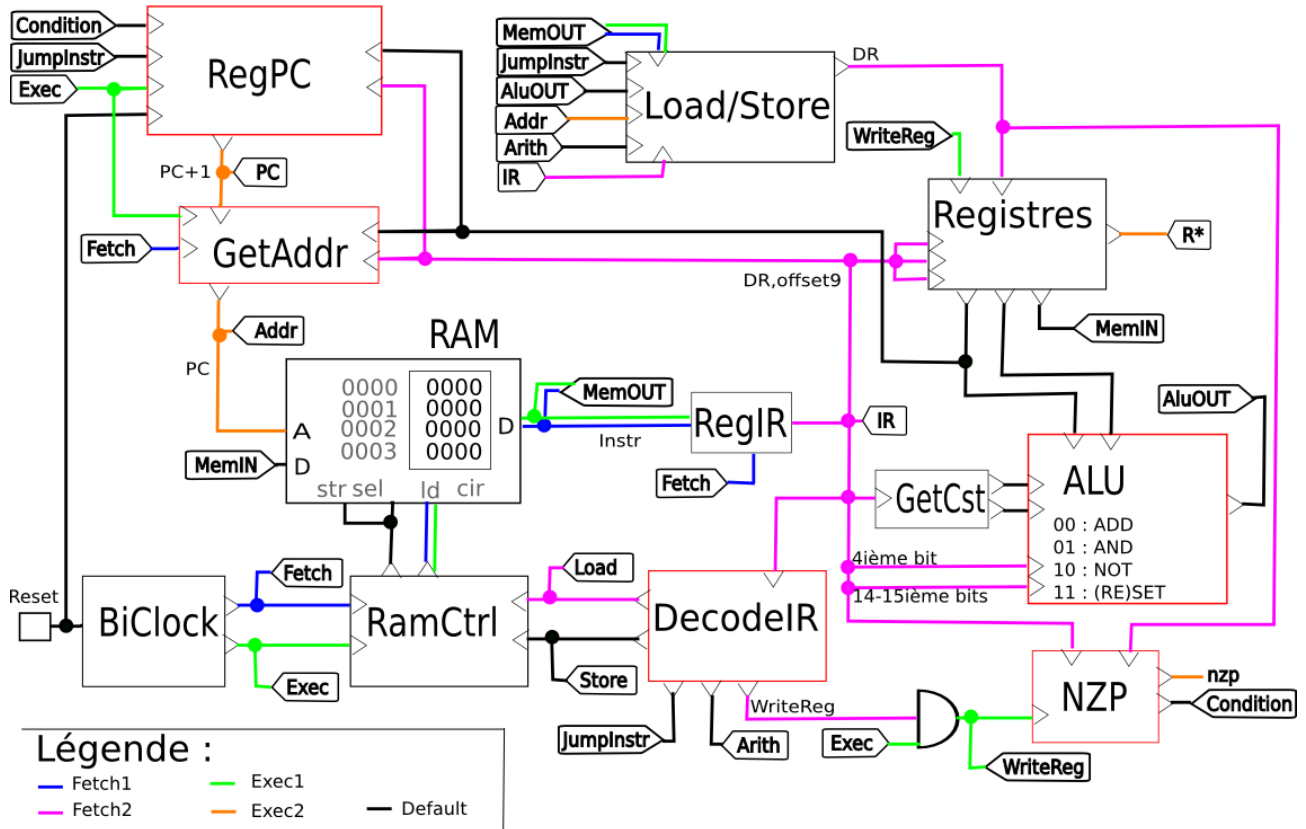 Condition
JumpInstr
Exec
RegPC
PC+1
PC
Fetch
GetAddr
Addr
PC
MemOUT
JumpInstr
AluOUT
Addr
Arith
IR
Load/Store
DR
WriteReg
Registres
R*
DR,offset9
MemIN
RAM
0000 0000
0001 0000
0002 0000
0003 0000
A
D
D
str sel ld cir
MemIN
MemOUT
Instr
RegIR
Fetch
IR
AluOUT
GetCst
ALU
00 : ADD
01 : AND
10 : NOT
11 : (RE)SET
4ième bit
14-15ième bits
Reset
BiClock
Fetch
Exec
RamCtrl
Load
Store
DecodeIR
JumpInstr
Arith
WriteReg
Exec
WriteReg
NZP
nzp
Condition
Légende :
Fetch1
Exec1
Fetch2
Exec2
Default